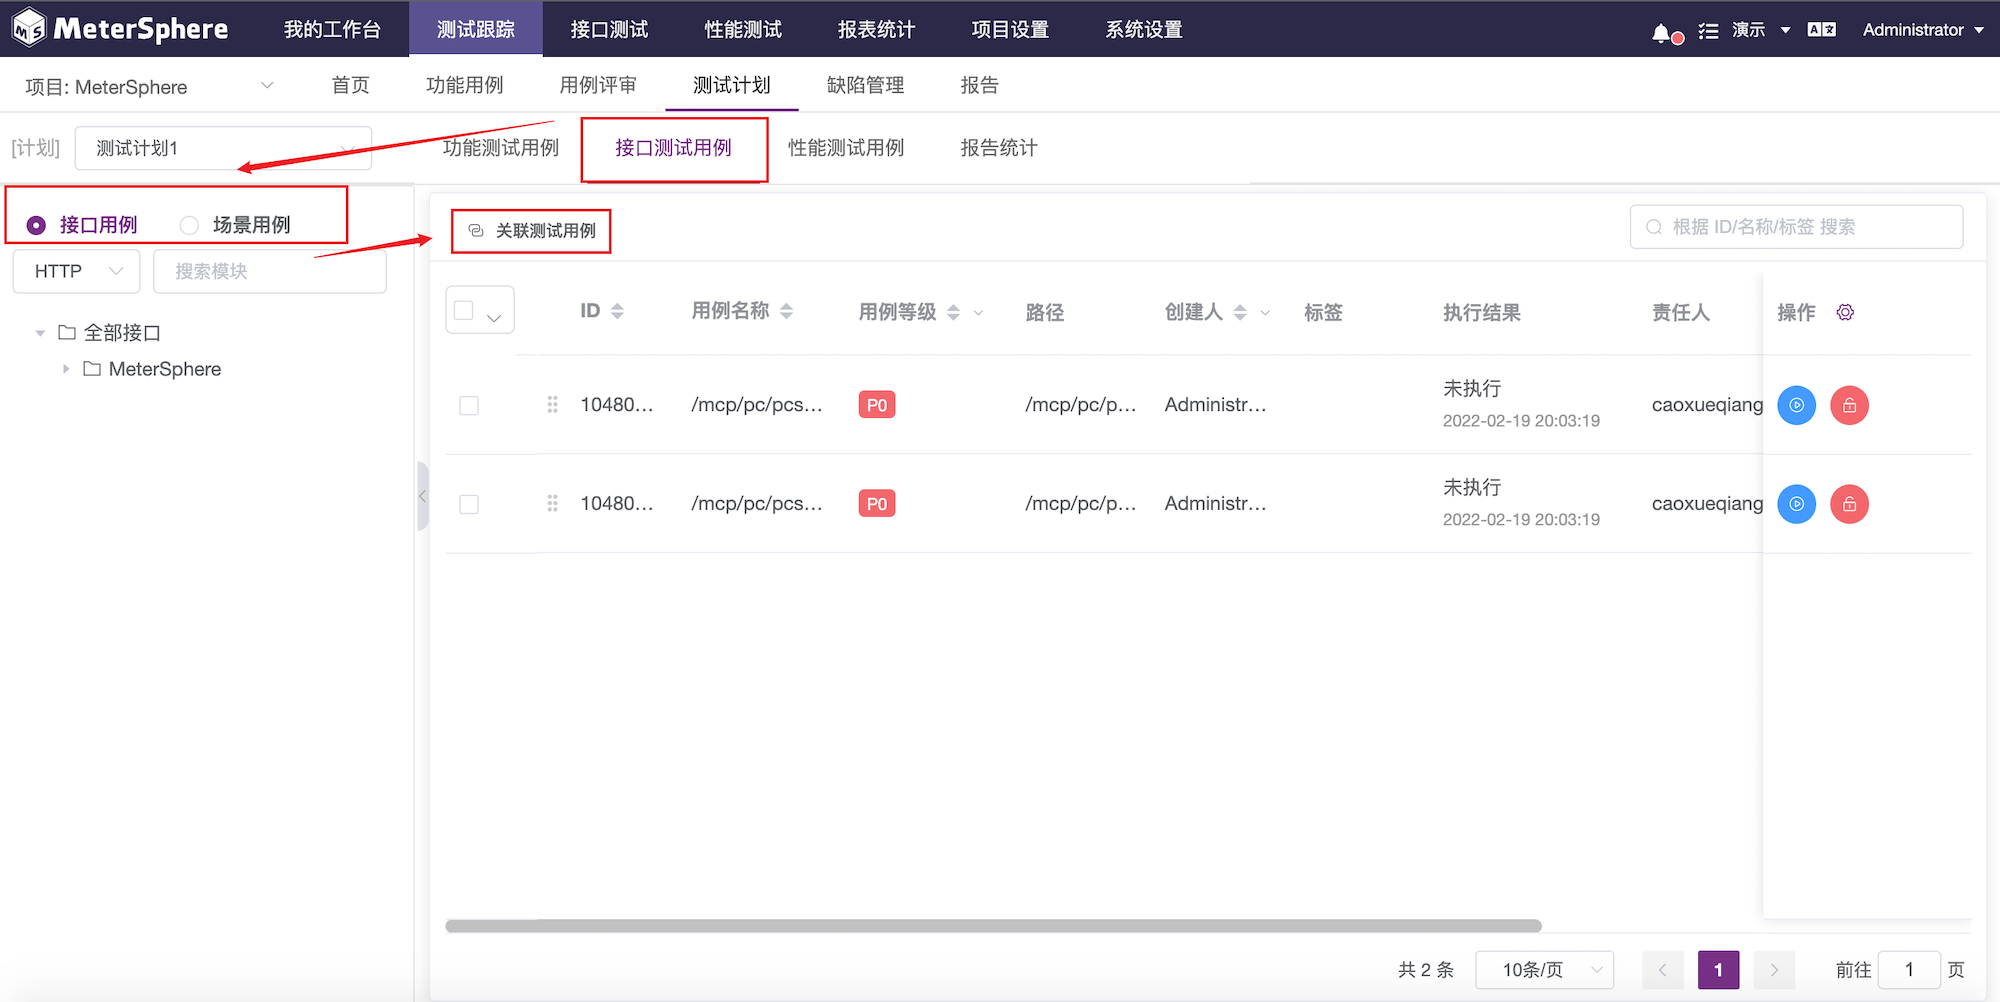 MeterSphere 我的工作台 测试跟踪 接口测试 性能测试 报表统计 项目设置 系统设置 演示 Administrator
项目: MeterSphere 首页 功能用例 用例评审 测试计划 缺陷管理 报告
[计划] 测试计划1 功能测试用例 接口测试用例 性能测试用例 报告统计
接口用例 场景用例
关联测试用例 根据 ID/名称/标签 搜索
HTTP 搜索模块
全部接口
MeterSphere
ID 用例名称 用例等级 路径 创建人 标签 执行结果 责任人 操作
10480... /mcp/pc/pcs... P0 /mcp/pc/p... Administr... 未执行 caoxueqiang
2022-02-19 20:03:19
10480... /mcp/pc/pcs... P0 /mcp/pc/p... Administr... 未执行 caoxueqiang
2022-02-19 20:03:19
共 2 条 10条/页 1 前往 1 页